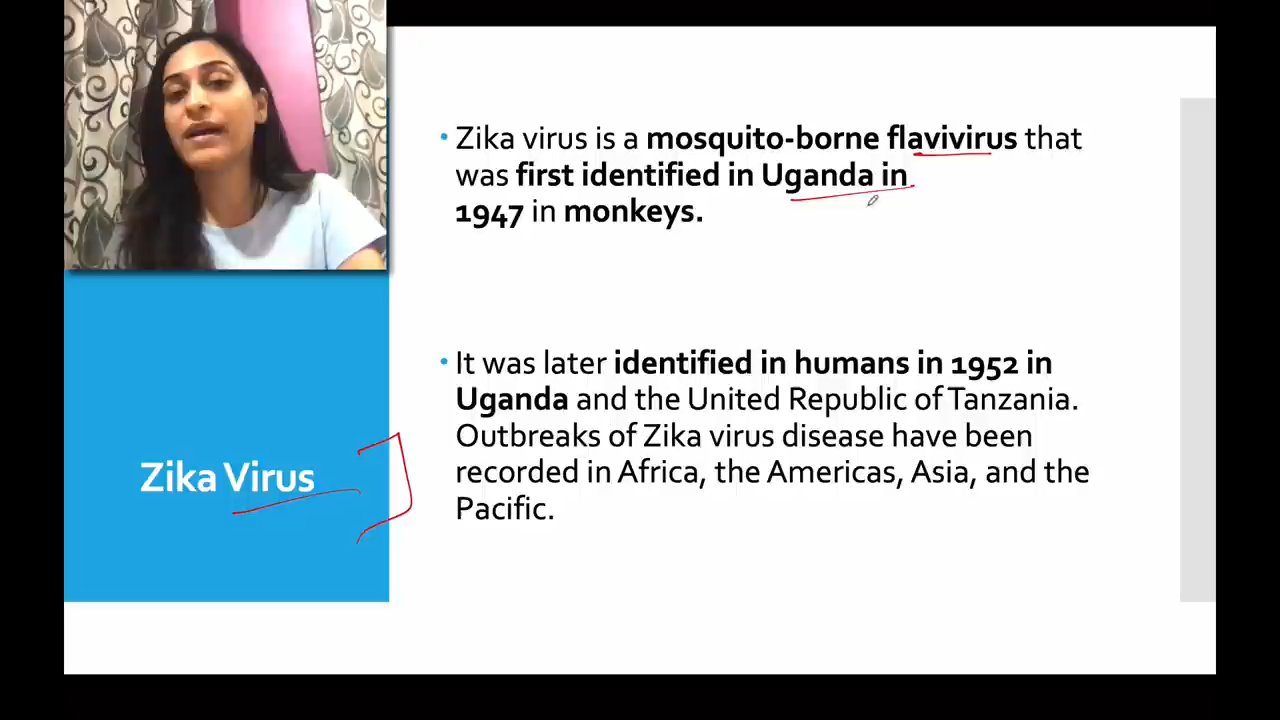 • Zika virus is a mosquito-borne flavivirus that
was first identified in Uganda in
1947 in monkeys.
• It was later identified in humans in 1952 in
Uganda and the United Republic of Tanzania.
Outbreaks of Zika virus disease have been
recorded in Africa, the Americas, Asia, and the
Pacific.
Zika Virus